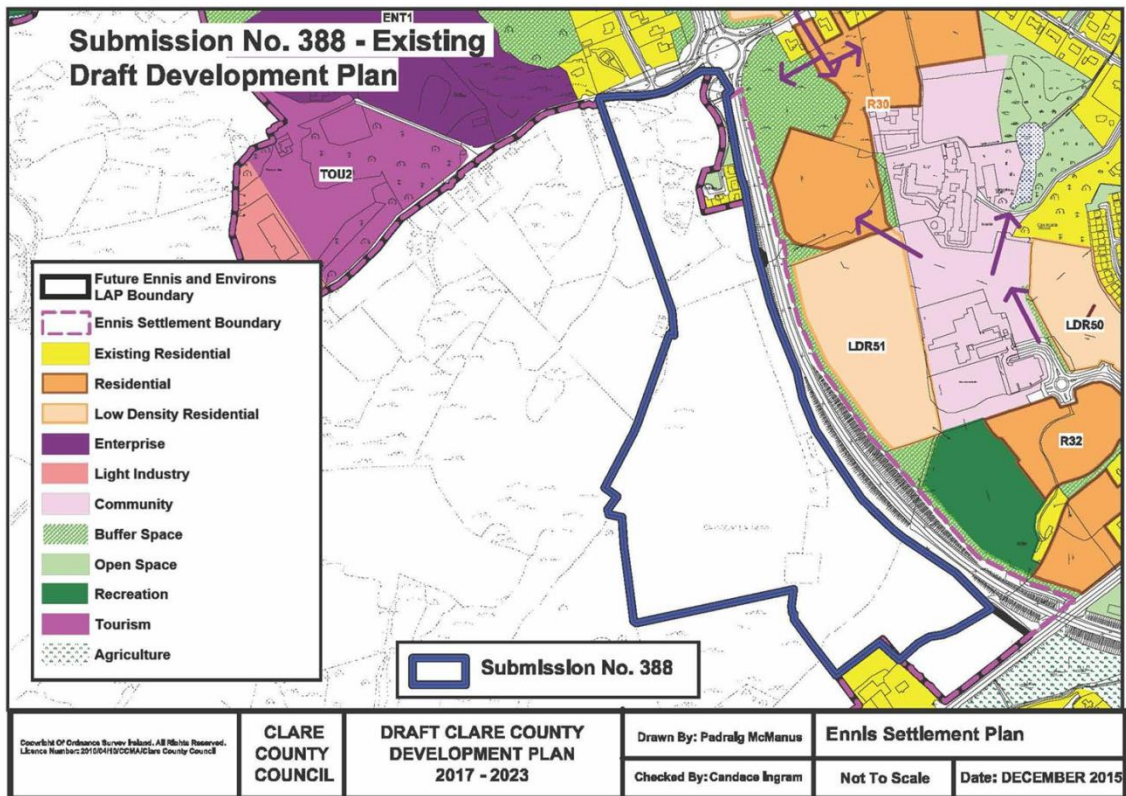 Submission No. 388 - Existing
Draft Development Plan
ENT1
TOU2
R30
LDR51
LDR50
R32
Future Ennis and Environs
LAP Boundary
Ennis Settlement Boundary
Existing Residential
Residential
Low Density Residential
Enterprise
Light Industry
Community
Buffer Space
Open Space
Recreation
Tourism
Agriculture
Submission No. 388
Copyright Of Ordnance Survey Ireland. All Rights Reserved.
CLARE
COUNTY
COUNCIL
DRAFT CLARE COUNTY
DEVELOPMENT PLAN
2017 - 2023
Drawn By: Padraig McManus
Checked By: Candace Ingram
Ennis Settlement Plan
Not To Scale
Date: DECEMBER 2015